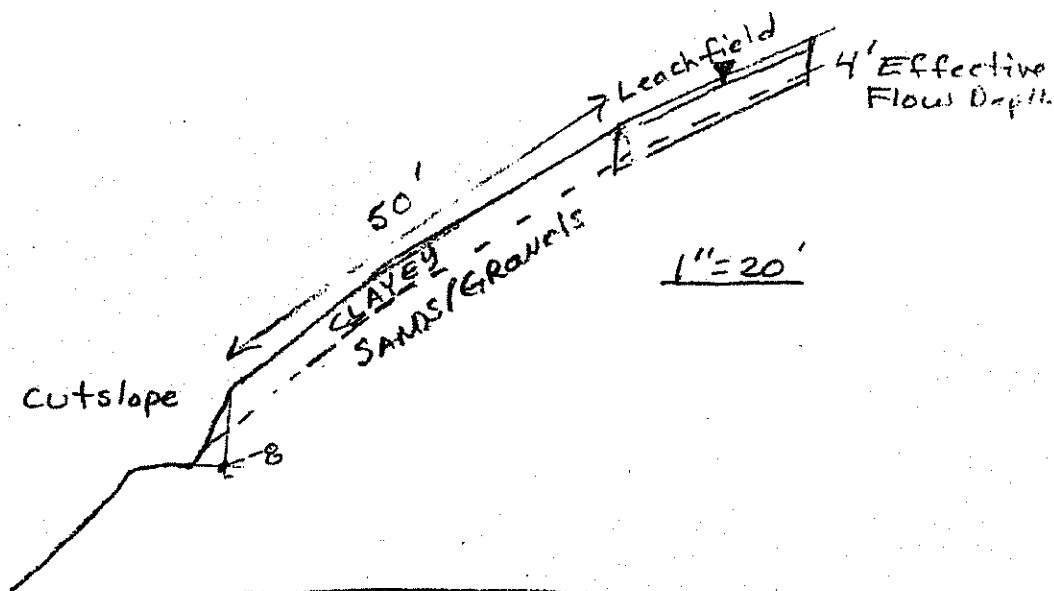 Leachfield
4' Effective
Flow Depth
50'
1"=20'
CLAYEY
SANDS/GRAVELS
cutslope
8